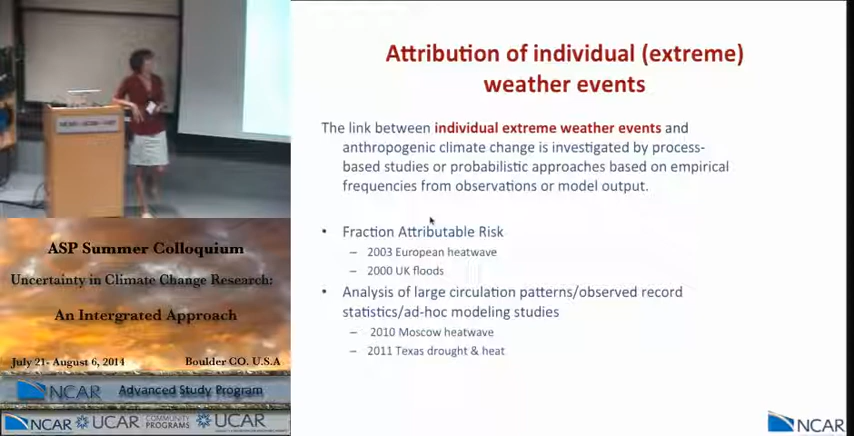 Attribution of individual (extreme)
weather events
The link between individual extreme weather events and
anthropogenic climate change is investigated by process-
based studies or probabilistic approaches based on empirical
frequencies from observations or model output.
• Fraction Attributable Risk
– 2003 European heatwave
– 2000 UK floods
• Analysis of large circulation patterns/observed record
statistics/ad-hoc modeling studies
– 2010 Moscow heatwave
– 2011 Texas drought & heat
NCAR
ASP Summer Colloquium
Uncertainty in Climate Change Research:
An Intergrated Approach
July 21- August 6, 2014 Boulder CO. U.S.A
NCAR Advanced Study Program
NCAR UCAR COMMUNITY PROGRAMS UCAR